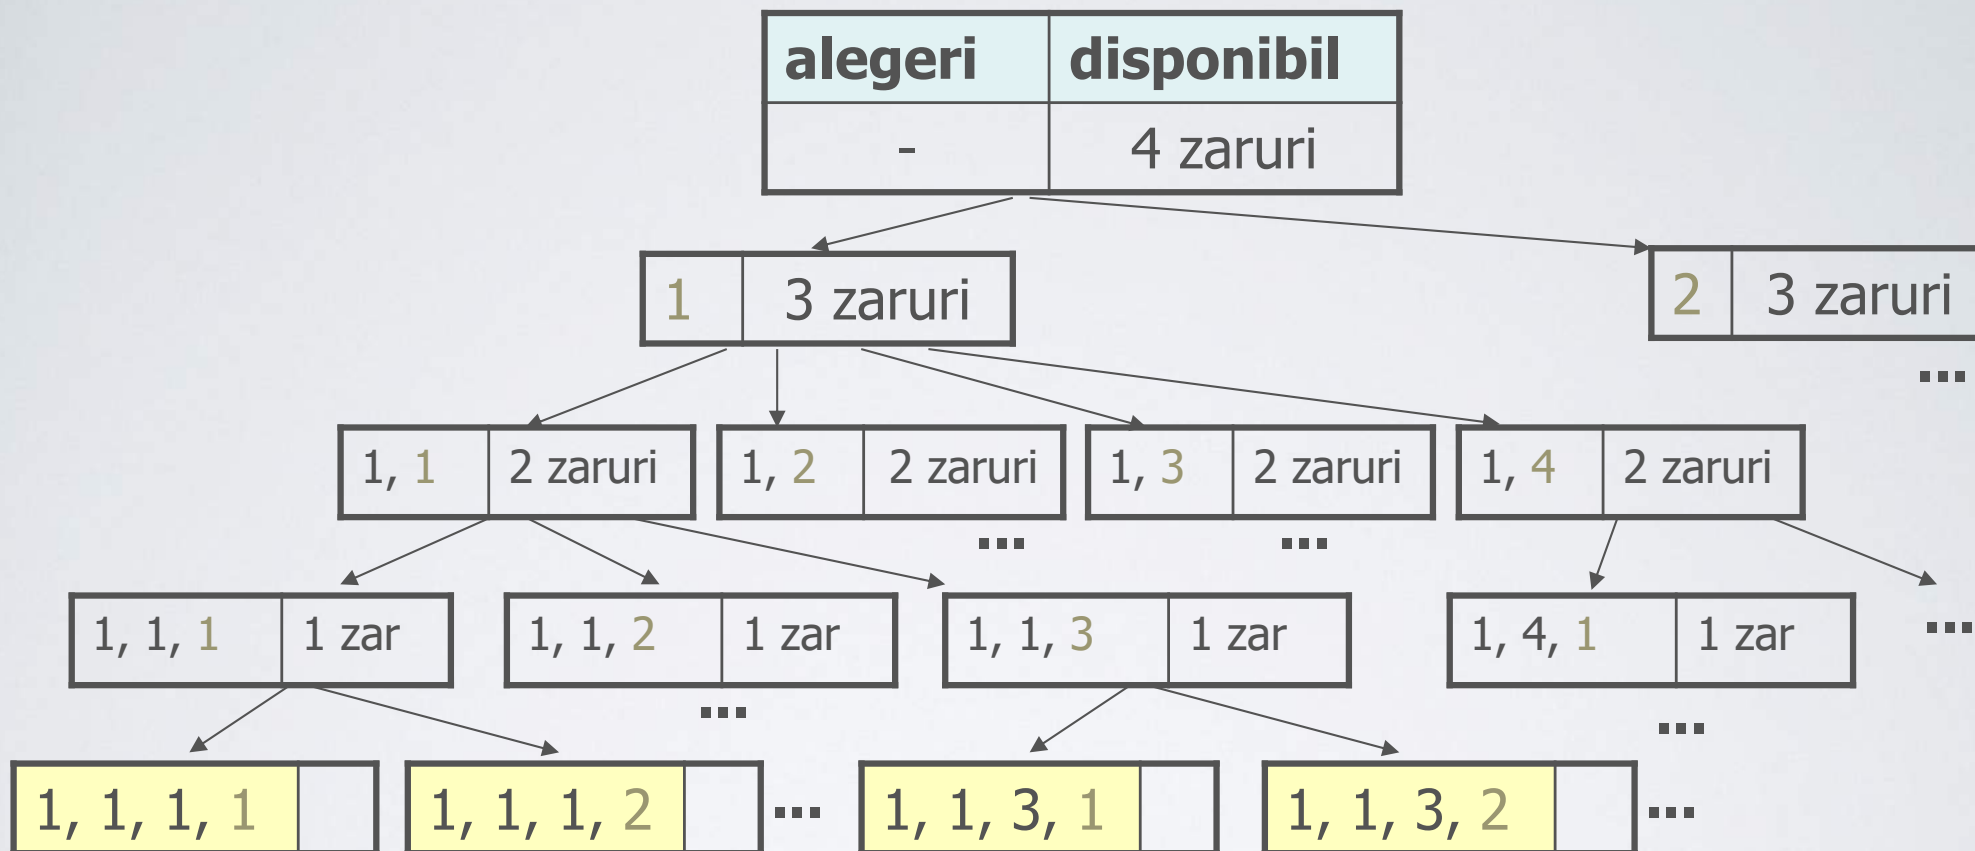 alegeri disponibil
- 4 zaruri
1 3 zaruri
2 3 zaruri
...
1, 1 2 zaruri
1, 2 2 zaruri
1, 3 2 zaruri
1, 4 2 zaruri
... ...
1, 1, 1 1 zar
1, 1, 2 1 zar
1, 1, 3 1 zar
1, 4, 1 1 zar
...
... ...
1, 1, 1, 1
1, 1, 1, 2
...
1, 1, 3, 1
1, 1, 3, 2
...